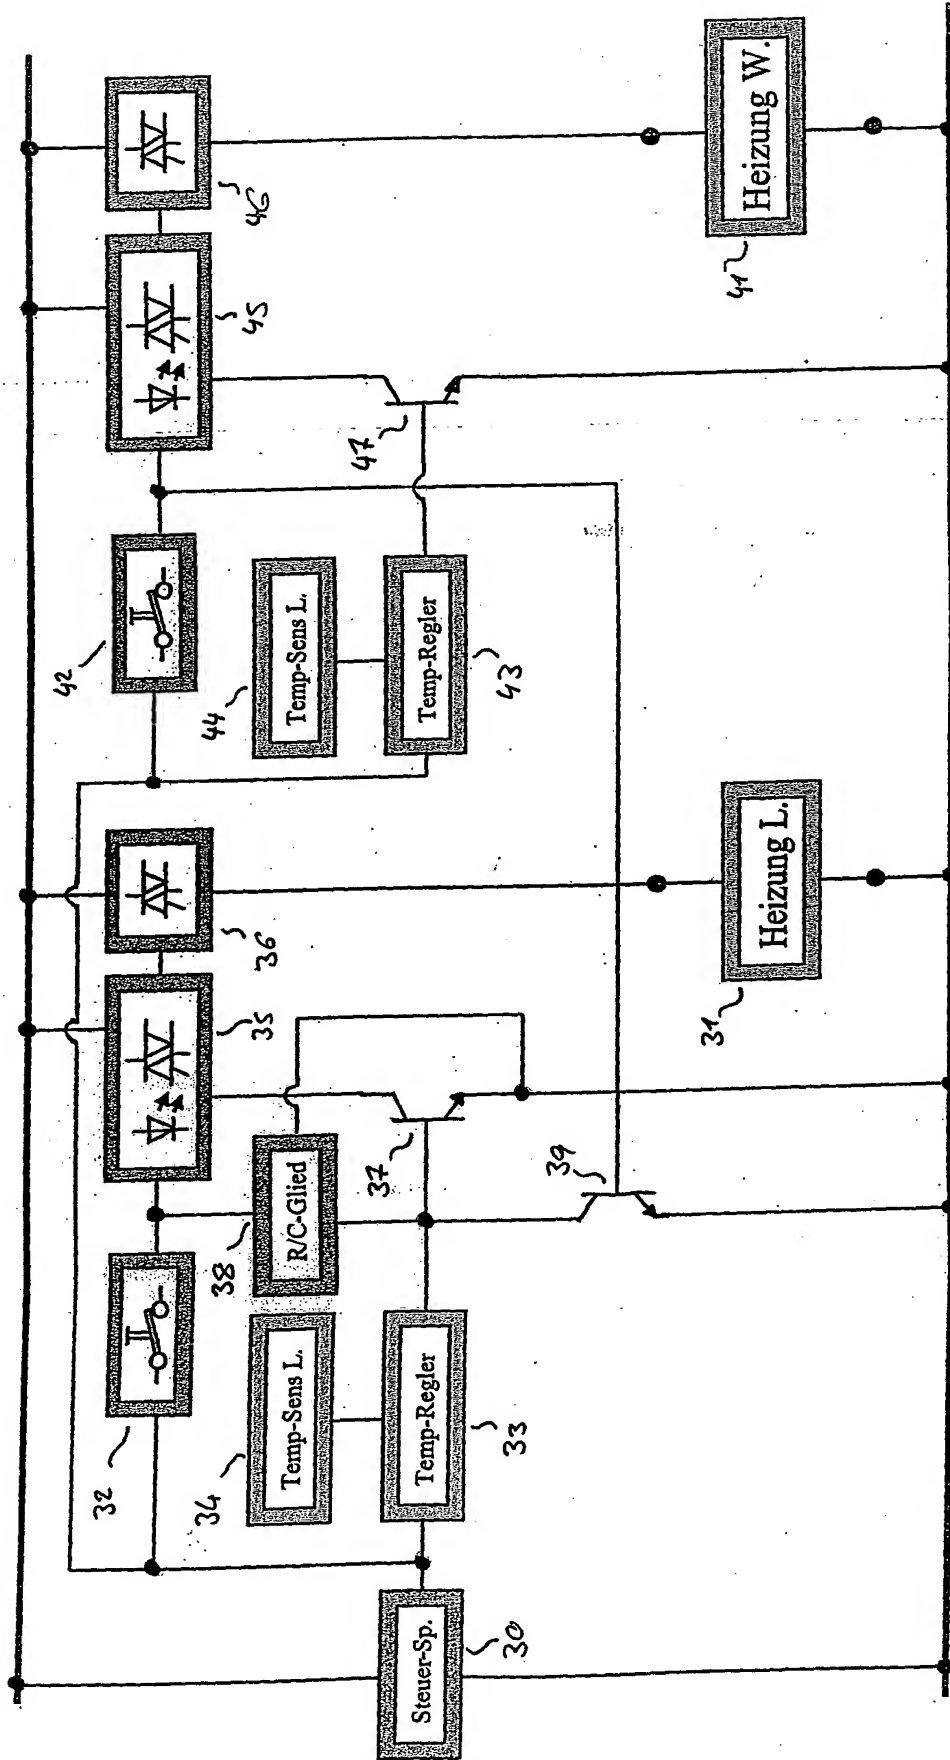 42
32
46
45
36
35
44
34
38
Temp-Sens L.
R/C-Glied
Temp-Sens L.
47
37
Steuer-Sp.
Temp-Regler
Temp-Regler
30
33
43
39
31
41
Heizung L.
Heizung W.